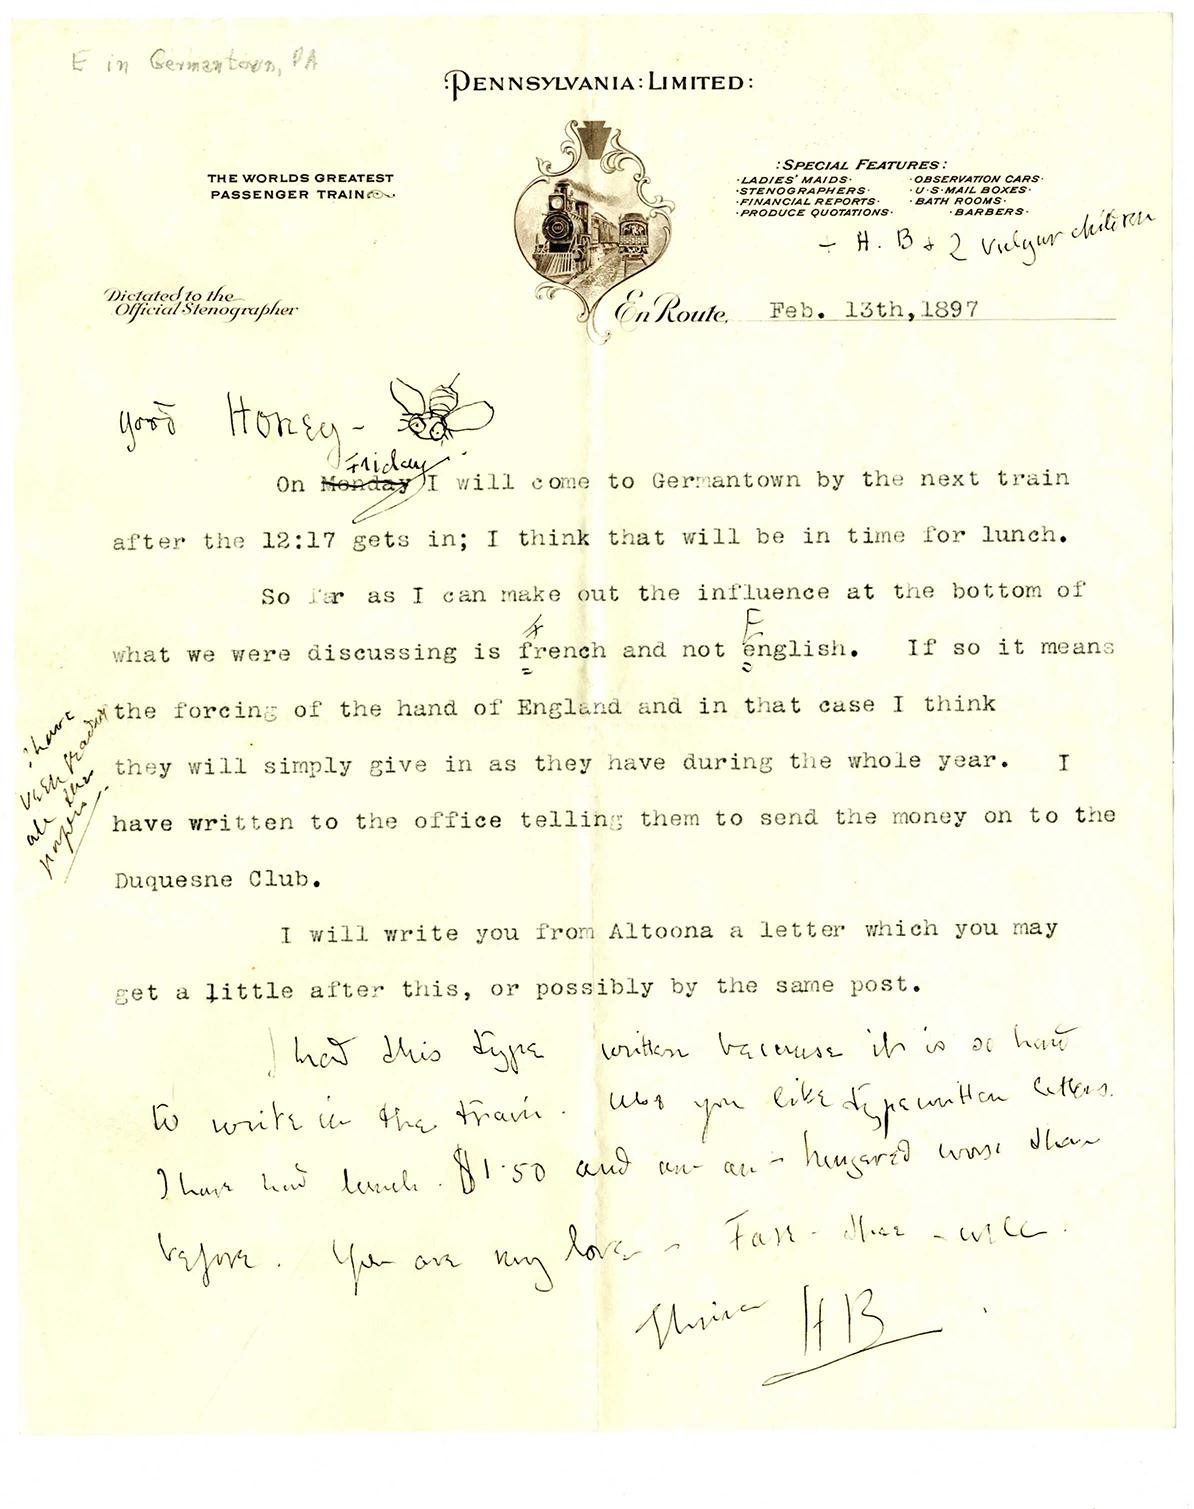 E in Germantown, PA
:PENNSYLVANIA:LIMITED:
THE WORLDS GREATEST
PASSENGER TRAIN
:SPECIAL FEATURES:
·LADIES' MAIDS· ·OBSERVATION CARS·
·STENOGRAPHERS· ·U·S·MAIL BOXES·
·FINANCIAL REPORTS· ·BATH ROOMS·
·PRODUCE QUOTATIONS· ·BARBERS·
+ H. B & 2 vulgar children
Dictated to the
Official Stenographer
En Route, Feb. 13th, 1897
good Honey -
Friday
On Monday I will come to Germantown by the next train
after the 12:17 gets in; I think that will be in time for lunch.
So far as I can make out the influence at the bottom of
what we were discussing is french and not english. If so it means
the forcing of the hand of England and in that case I think
they will simply give in as they have during the whole year. I
have written to the office telling them to send the money on to the
Duquesne Club.
I have
been reading
all the
papers
I will write you from Altoona a letter which you may
get a little after this, or possibly by the same post.
I had this type written because it is so hard
to write in the train. you like typewritten letters.
I have had lunch. $1.50 and am an-hungered worse than
before. You are my love - Fare - thee - well.
Thine H B